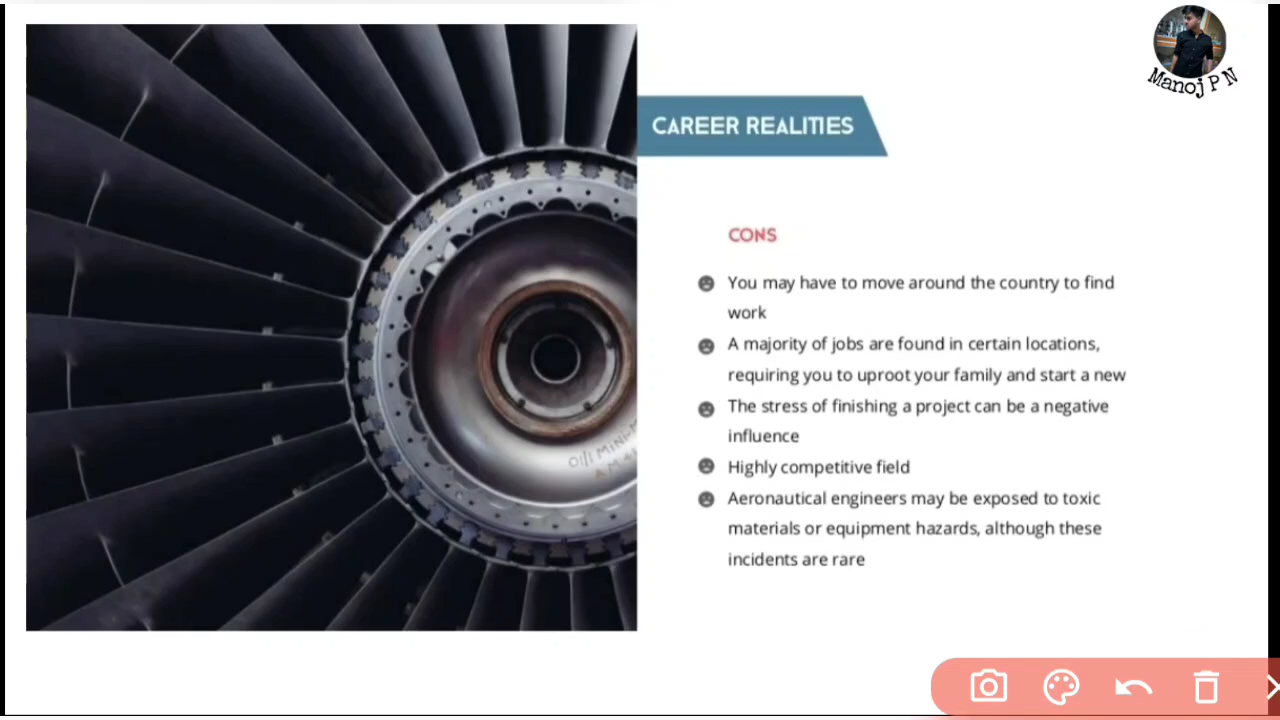 Manoj P N
CAREER REALITIES
CONS
You may have to move around the country to find
work
A majority of jobs are found in certain locations,
requiring you to uproot your family and start a new
The stress of finishing a project can be a negative
influence
Highly competitive field
Aeronautical engineers may be exposed to toxic
materials or equipment hazards, although these
incidents are rare